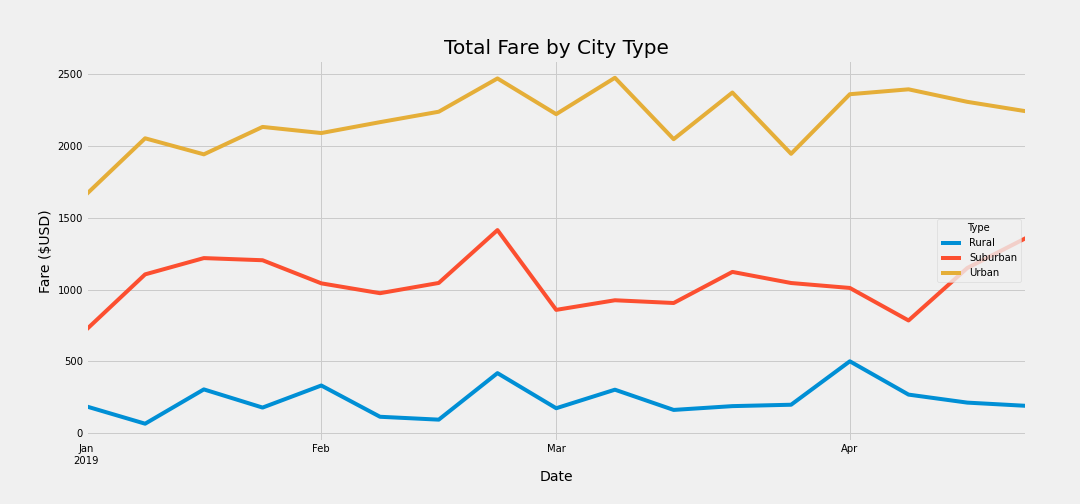 Total Fare by City Type
Fare ($USD)
2500
2000
1500
1000
500
0
Type
Rural
Suburban
Urban
Jan
2019
Feb
Mar
Apr
Date